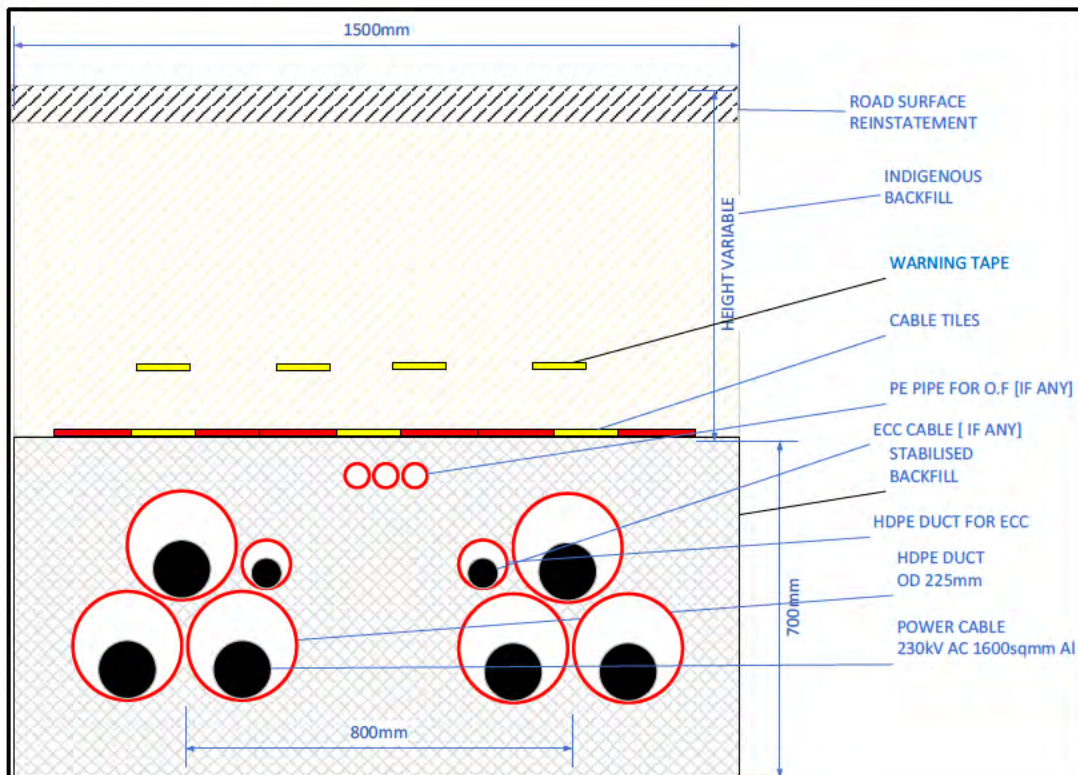 1500mm
ROAD SURFACE
REINSTATEMENT
INDIGENOUS
BACKFILL
HEIGHT VARIABLE
WARNING TAPE
CABLE TILES
PE PIPE FOR O.F [IF ANY]
ECC CABLE [ IF ANY]
STABILISED
BACKFILL
HDPE DUCT FOR ECC
HDPE DUCT
OD 225mm
700mm
POWER CABLE
230kV AC 1600sqmm Al
800mm